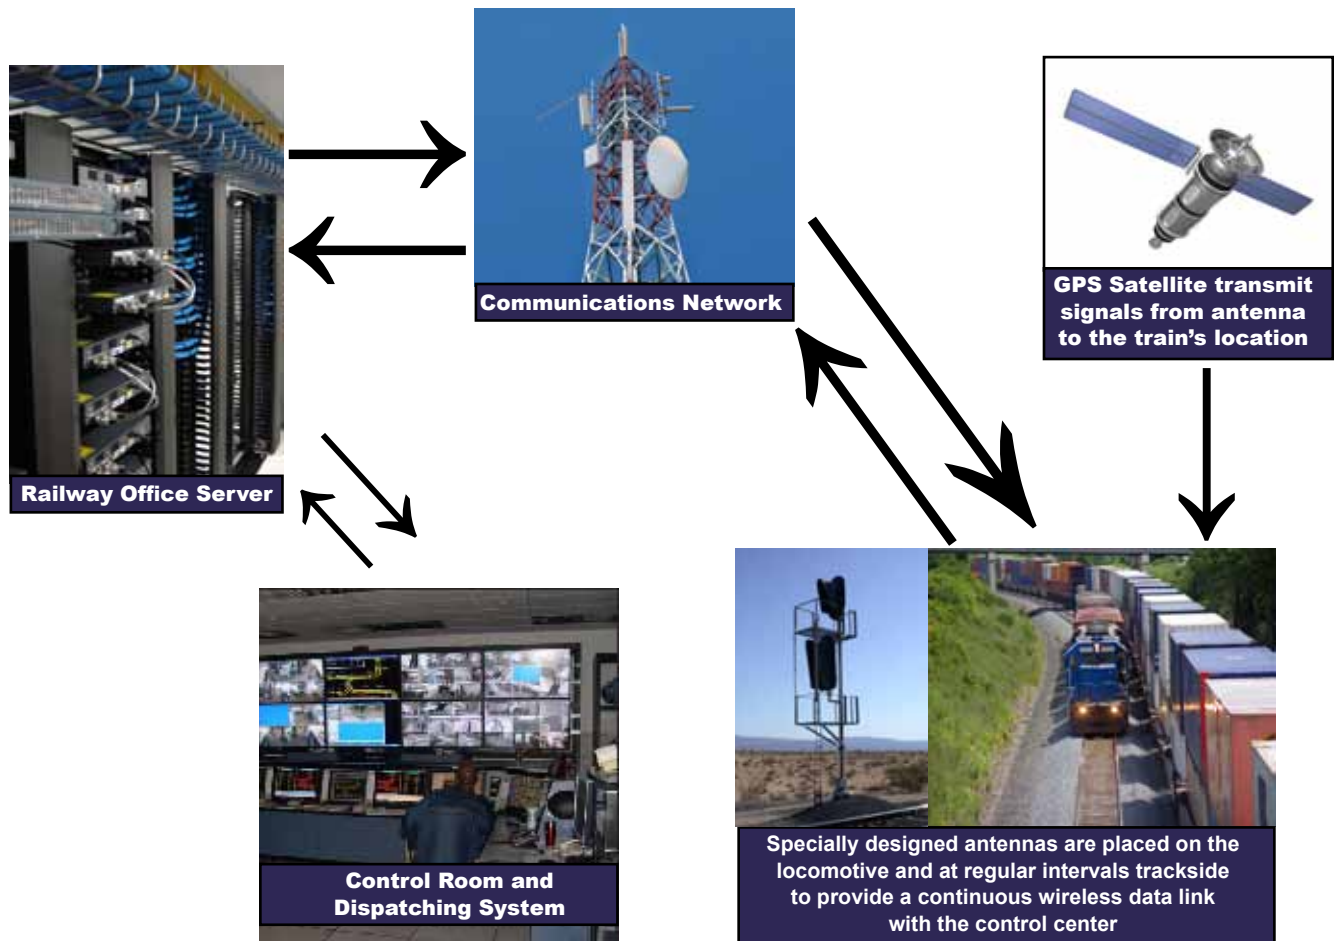 Communications Network
GPS Satellite transmit
signals from antenna
to the train’s location
Railway Office Server
Control Room and
Dispatching System
Specially designed antennas are placed on the
locomotive and at regular intervals trackside
to provide a continuous wireless data link
with the control center